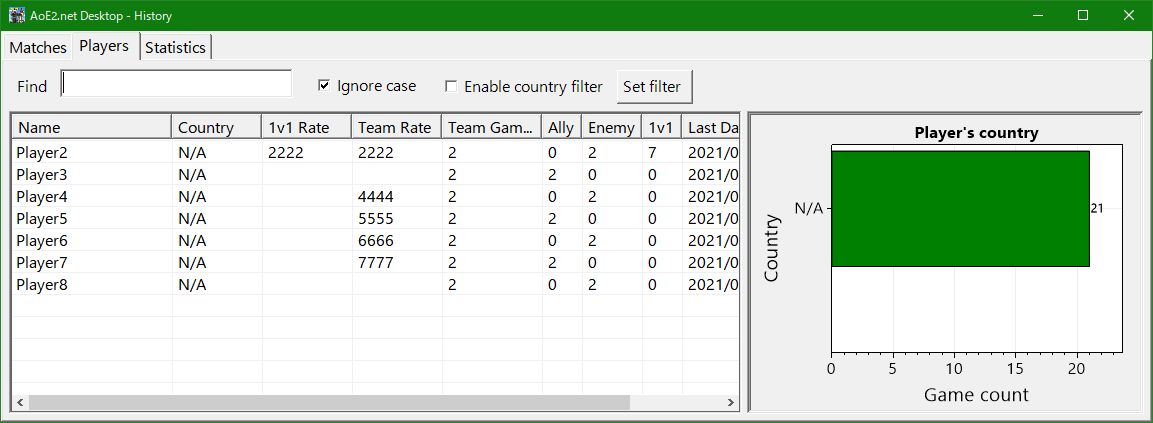 AoE2.net Desktop - History
Matches Players Statistics
Find Ignore case Enable country filter Set filter
Name Country 1v1 Rate Team Rate Team Gam... Ally Enemy 1v1 Last Da
Player2 N/A 2222 2222 2 0 2 7 2021/0
Player3 N/A 2 2 0 0 2021/0
Player4 N/A 4444 2 0 2 0 2021/0
Player5 N/A 5555 2 2 0 0 2021/0
Player6 N/A 6666 2 0 2 0 2021/0
Player7 N/A 7777 2 2 0 0 2021/0
Player8 N/A 2 0 2 0 2021/0
Player's country
Country
N/A 21
0 5 10 15 20
Game count